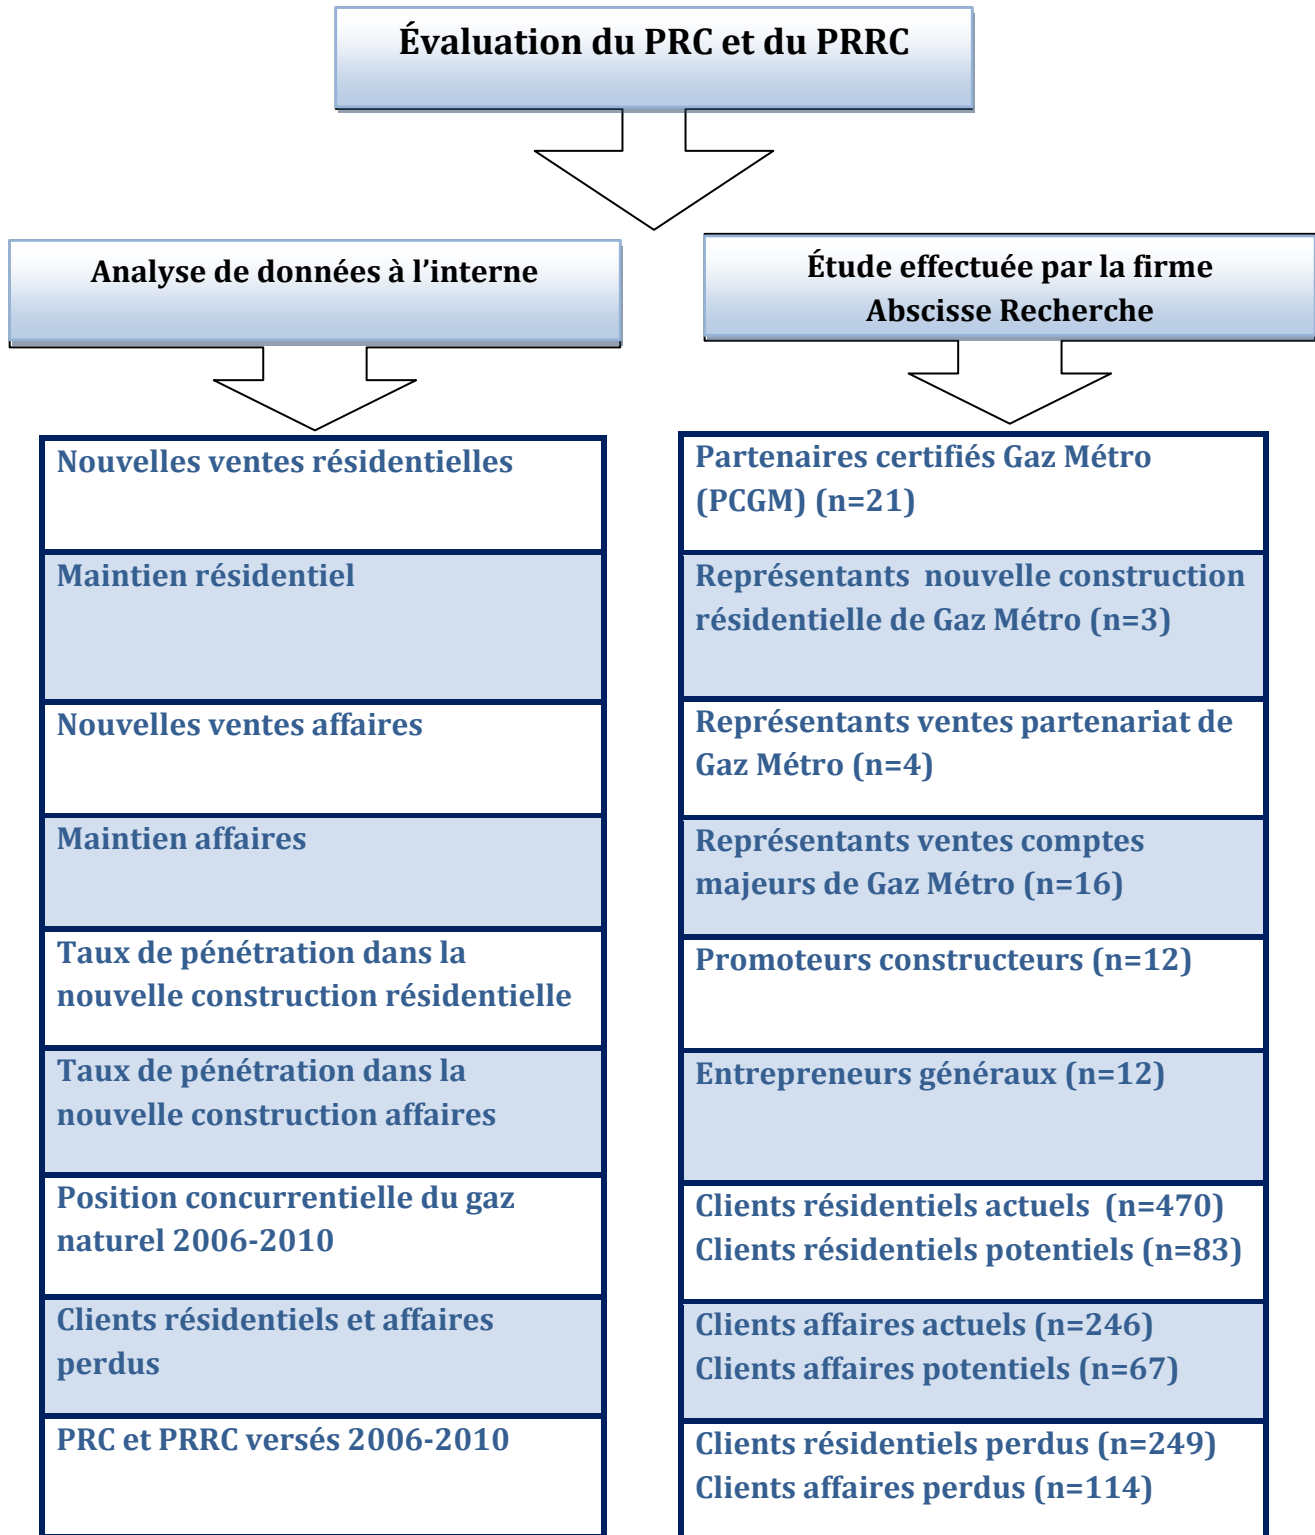 Évaluation du PRC et du PRRC
Analyse de données à l’interne
Étude effectuée par la firme
Abscisse Recherche
Nouvelles ventes résidentielles
Maintien résidentiel
Nouvelles ventes affaires
Maintien affaires
Taux de pénétration dans la
nouvelle construction résidentielle
Taux de pénétration dans la
nouvelle construction affaires
Position concurrentielle du gaz
naturel 2006-2010
Clients résidentiels et affaires
perdus
PRC et PRRC versés 2006-2010
Partenaires certifiés Gaz Métro
(PCGM) (n=21)
Représentants nouvelle construction
résidentielle de Gaz Métro (n=3)
Représentants ventes partenariat de
Gaz Métro (n=4)
Représentants ventes comptes
majeurs de Gaz Métro (n=16)
Promoteurs constructeurs (n=12)
Entrepreneurs généraux (n=12)
Clients résidentiels actuels (n=470)
Clients résidentiels potentiels (n=83)
Clients affaires actuels (n=246)
Clients affaires potentiels (n=67)
Clients résidentiels perdus (n=249)
Clients affaires perdus (n=114)